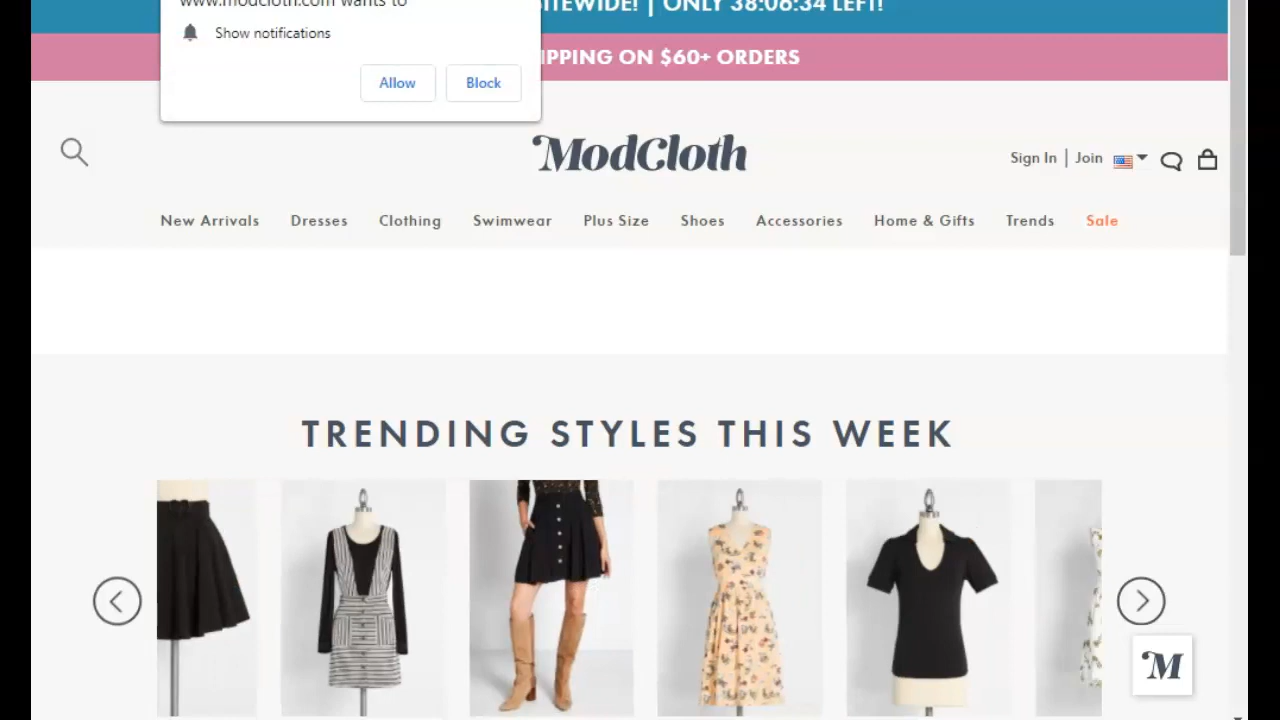 www.modcloth.com wants to
SITEWIDE! | ONLY 38:06:34 LEFT!
Show notifications
IPPING ON $60+ ORDERS
Allow
Block
ModCloth
Sign In | Join
New Arrivals
Dresses
Clothing
Swimwear
Plus Size
Shoes
Accessories
Home & Gifts
Trends
Sale
TRENDING STYLES THIS WEEK
M